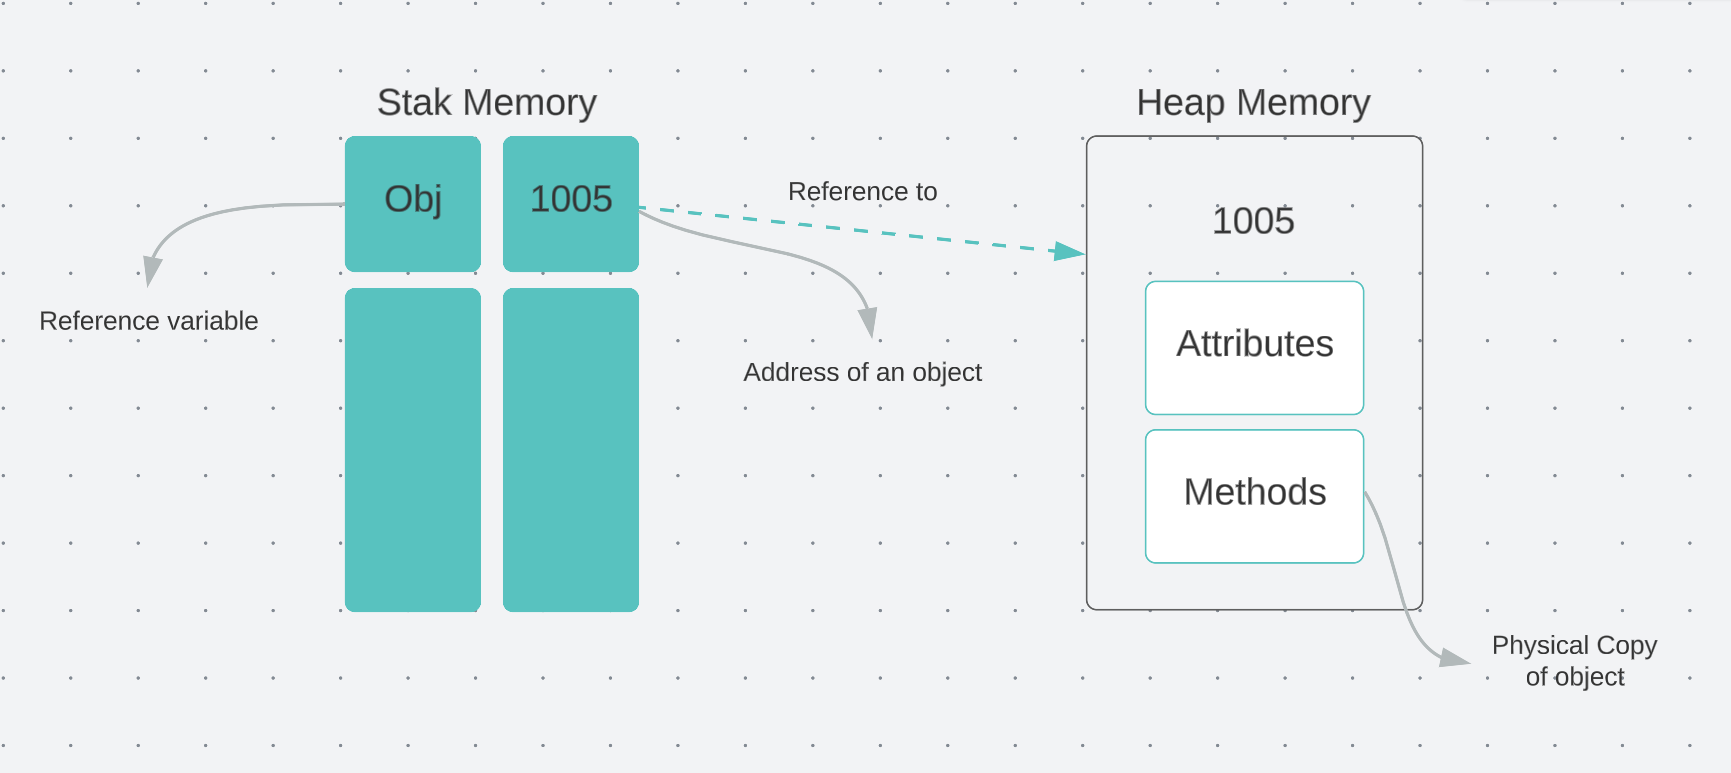 Stak Memory
Heap Memory
Obj
1005
Reference to
1005
Reference variable
Address of an object
Attributes
Methods
Physical Copy
of object